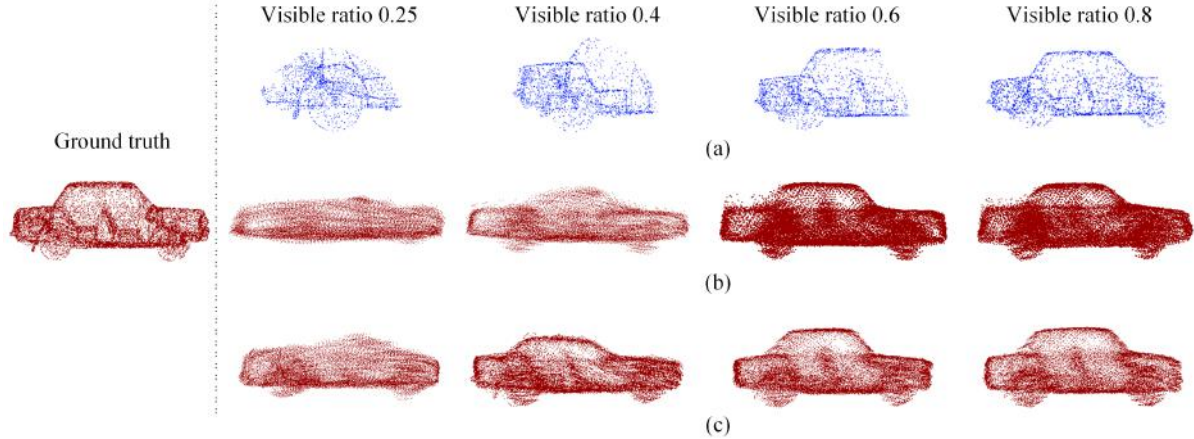 Visible ratio 0.25 Visible ratio 0.4 Visible ratio 0.6 Visible ratio 0.8
(a)
Ground truth
(b)
(c)